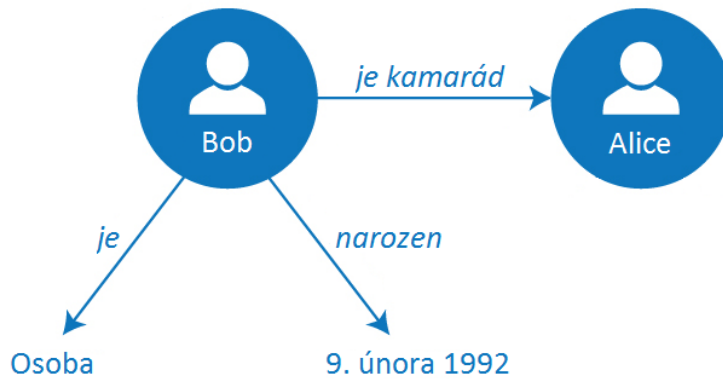 je kamarád
Bob
Alice
je
narozen
Osoba
9. února 1992